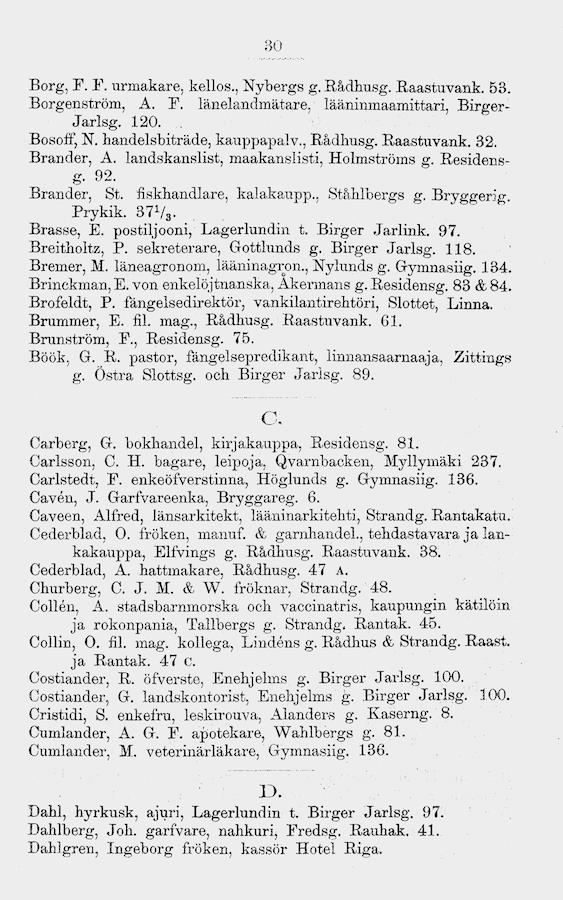 30
Borg, F. F. urmakare, kellos., Nybergs g. Rådhusg. Raastuvank. 53.
Borgenström, A. F. länelandmätare, lääninmaamittari, Birger-
Jarlsg. 120.
Bosoff, N. handelsbiträde, kauppapalv., Rådhusg. Raastuvank. 32.
Brander, A. landskanslist, maakanslisti, Holmströms g. Residens-
g. 92.
Brander, St. fiskhandlare, kalakaupp., Ståhlbergs g. Bryggerig.
Prykik. 37¹/₃.
Brasse, E. postiljooni, Lagerlundin t. Birger Jarlink. 97.
Breitholtz, P. sekreterare, Gottlunds g. Birger Jarlsg. 118.
Bremer, M. läneagronom, lääninagron., Nylunds g. Gymnasiig. 134.
Brinckman, E. von enkelöjtnanska, Åkermans g. Residensg. 83 & 84.
Brofeldt, P. fängelsedirektör, vankilantirehtöri, Slottet, Linna.
Brummer, E. fil. mag., Rådhusg. Raastuvank. 61.
Brunström, F., Residensg. 75.
Böök, G. R. pastor, fängelsepredikant, linnansaarnaaja, Zittings
g. Östra Slottsg. och Birger Jarlsg. 89.
C.
Carberg, G. bokhandel, kirjakauppa, Residensg. 81.
Carlsson, C. H. bagare, leipoja, Qvarnbacken, Myllymäki 237.
Carlstedt, F. enkeöfverstinna, Höglunds g. Gymnasiig. 136.
Cavén, J. Garfvareenka, Bryggareg. 6.
Caveen, Alfred, länsarkitekt, lääninarkitehti, Strandg. Rantakatu.
Cederblad, O. fröken, manuf. & garnhandel., tehdastavara ja lan-
kakauppa, Elfvings g. Rådhusg. Raastuvank. 38.
Cederblad, A. hattmakare, Rådhusg. 47 A.
Churberg, C. J. M. & W. fröknar, Strandg. 48.
Collén, A. stadsbarnmorska och vaccinatris, kaupungin kätilöin
ja rokonpania, Tallbergs g. Strandg. Rantak. 45.
Collin, O. fil. mag. kollega, Lindéns g. Rådhus & Strandg. Raast.
ja Rantak. 47 C.
Costiander, R. öfverste, Enehjelms g. Birger Jarlsg. 100.
Costiander, G. landskontorist, Enehjelms g. Birger Jarlsg. 100.
Cristidi, S. enkefru, leskirouva, Alanders g. Kaserng. 8.
Cumlander, A. G. F. apotekare, Wahlbergs g. 81.
Cumlander, M. veterinärläkare, Gymnasiig. 136.
D.
Dahl, hyrkusk, ajuri, Lagerlundin t. Birger Jarlsg. 97.
Dahlberg, Joh. garfvare, nahkuri, Fredsg. Rauhak. 41.
Dahlgren, Ingeborg fröken, kassör Hotel Riga.